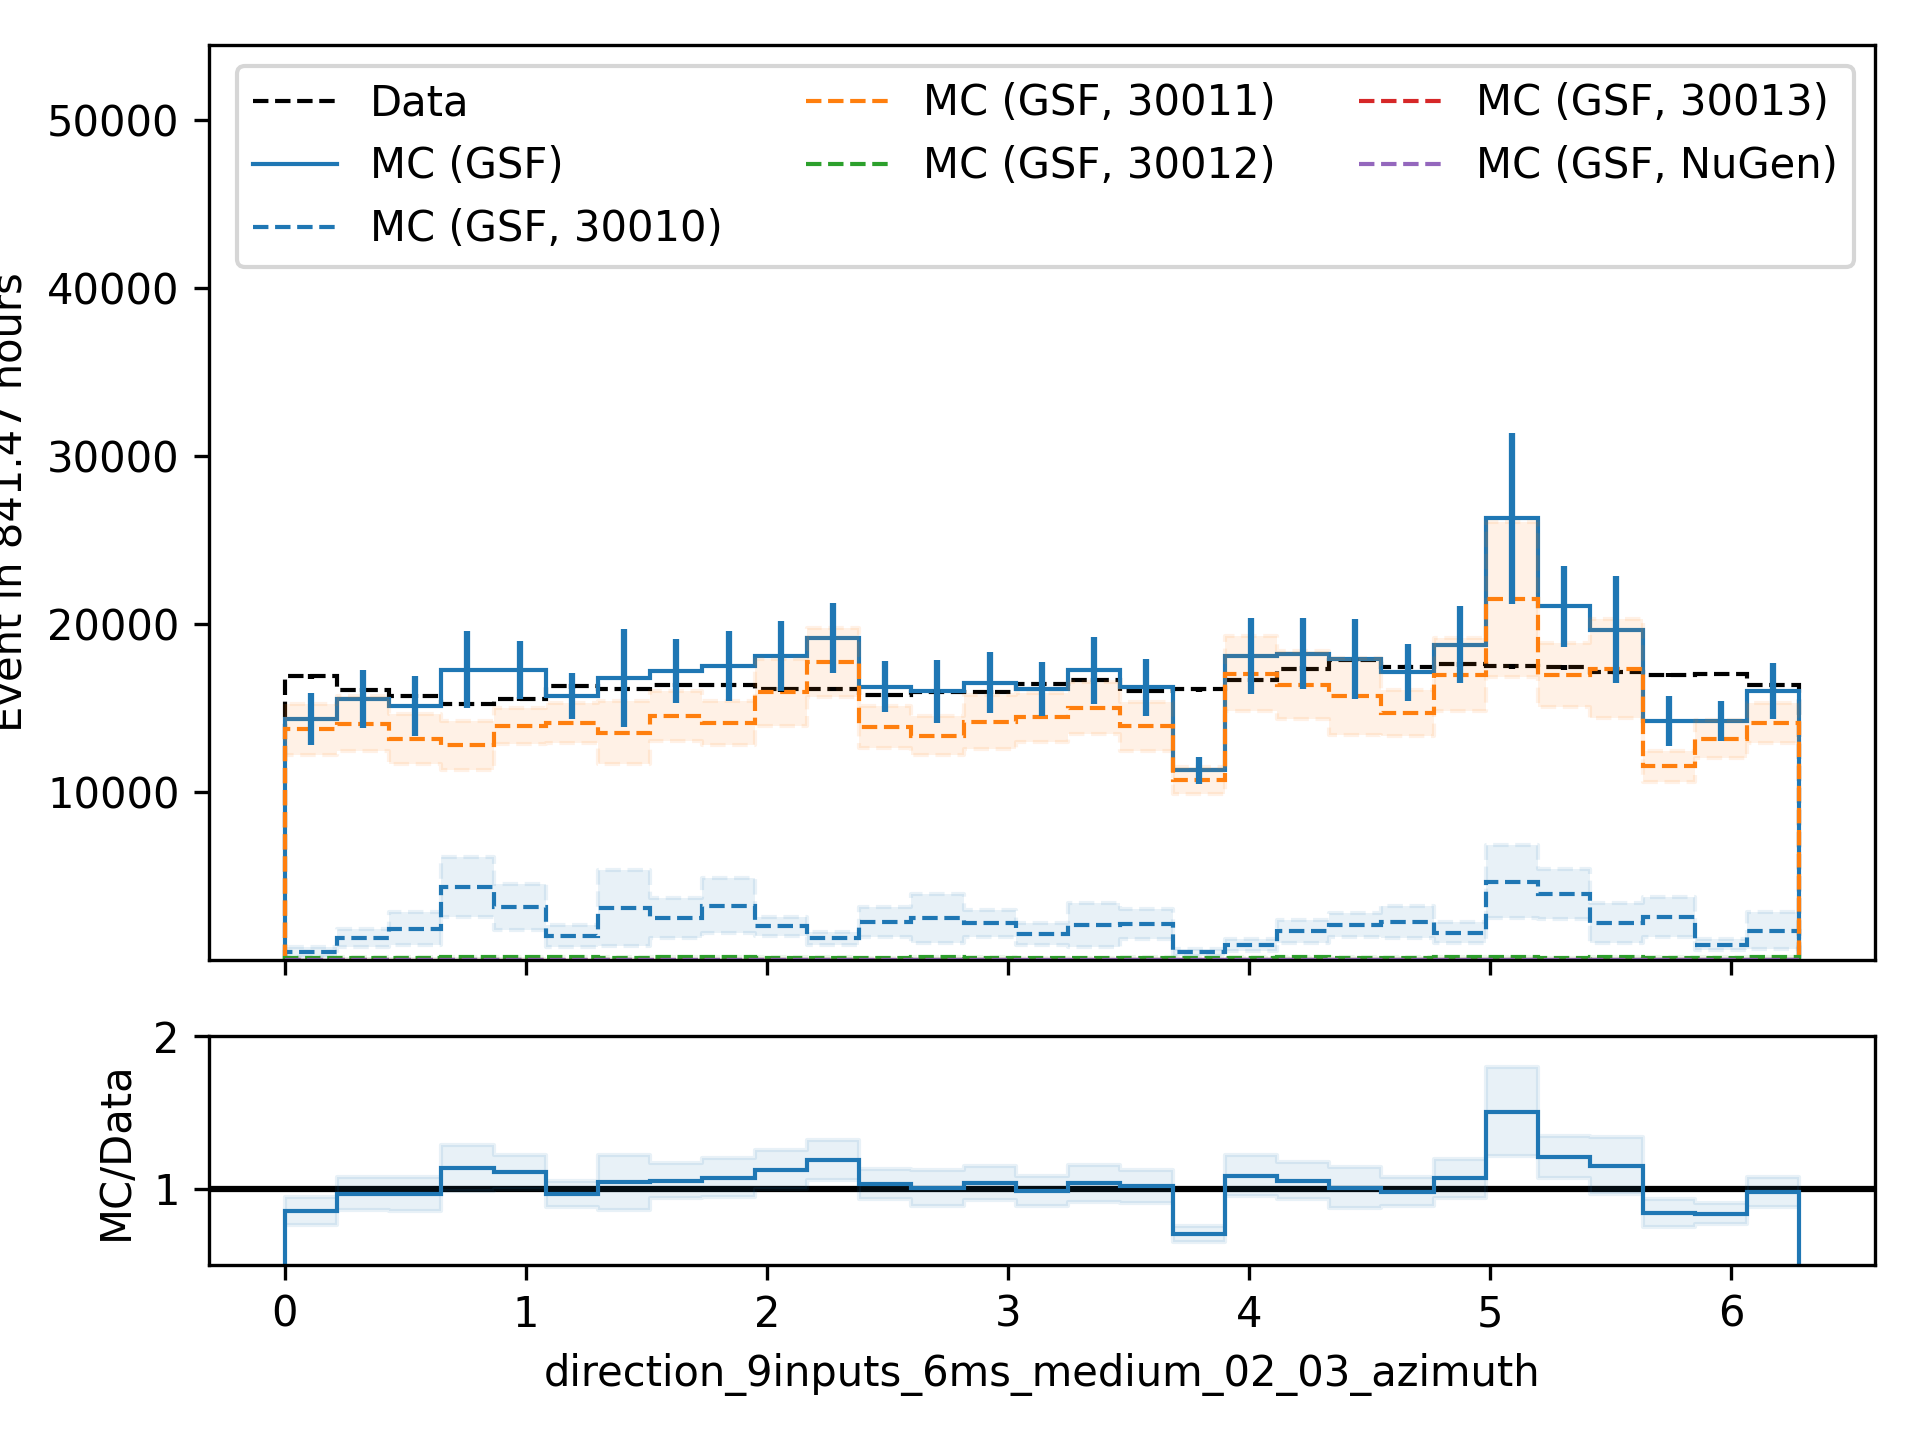 Data
MC (GSF)
MC (GSF, 30010)
MC (GSF, 30011)
MC (GSF, 30012)
MC (GSF, 30013)
MC (GSF, NuGen)
50000
40000
30000
20000
10000
Event in 841.47 hours
2
1
MC/Data
0 1 2 3 4 5 6
direction_9inputs_6ms_medium_02_03_azimuth